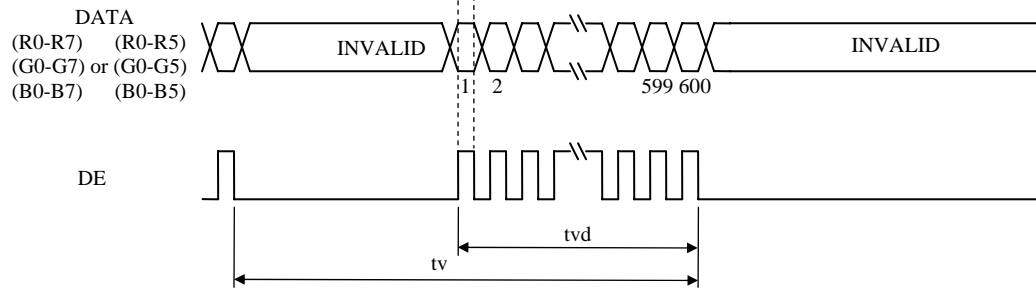 DATA
(R0-R7) (R0-R5)
(G0-G7) or (G0-G5)
(B0-B7) (B0-B5)
INVALID
INVALID
1 2 599 600
DE
tvd
tv